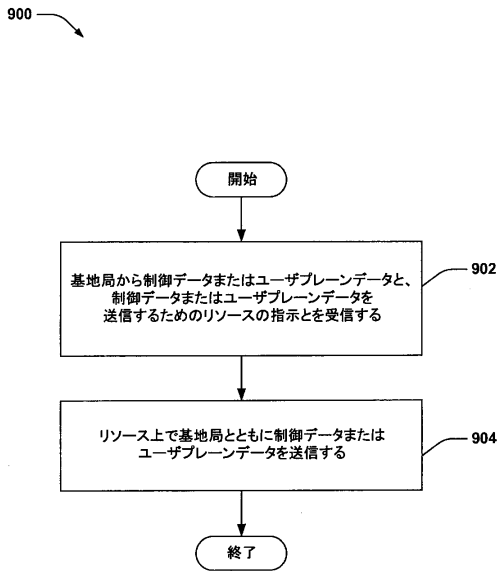 900
開始
基地局から制御データまたはユーザプレーンデータと、
制御データまたはユーザプレーンデータを
送信するためのリソースの指示とを受信する
902
リソース上で基地局とともに制御データまたは
ユーザプレーンデータを送信する
904
終了